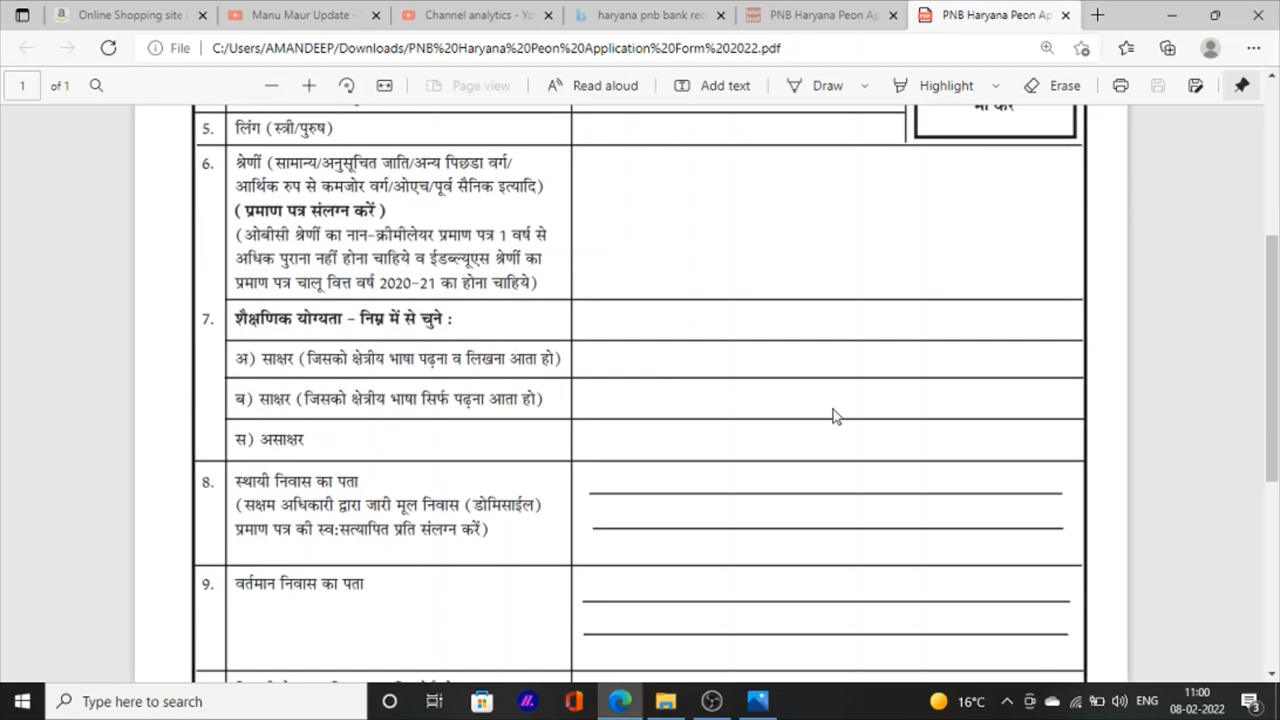 Online Shopping site
Manu Maur Update -
Channel analytics - Yo
haryana pnb bank rec
PNB Haryana Peon Ap
PNB Haryana Peon Ap
File
C:/Users/AMANDEEP/Downloads/PNB%20Haryana%20Peon%20Application%20Form%202022.pdf
1 of 1
Page view
Read aloud
Add text
Draw
Highlight
Erase
5. लिंग (स्त्री/पुरुष)
6. श्रेणीं (सामान्य/अनुसूचित जाति/अन्य पिछडा वर्ग/
आर्थिक रुप से कमजोर वर्ग/ओएच/पूर्व सैनिक इत्यादि)
( प्रमाण पत्र संलग्न करें )
(ओबीसी श्रेणीं का नान-क्रीमीलेयर प्रमाण पत्र 1 वर्ष से
अधिक पुराना नहीं होना चाहिये व ईडब्ल्यूएस श्रेणीं का
प्रमाण पत्र चालू वित्त वर्ष 2020-21 का होना चाहिये)
7. शैक्षणिक योग्यता - निम्न में से चुने :
अ) साक्षर (जिसको क्षेत्रीय भाषा पढ़ना व लिखना आता हो)
ब) साक्षर (जिसको क्षेत्रीय भाषा सिर्फ पढ़ना आता हो)
स) असाक्षर
8. स्थायी निवास का पता
(सक्षम अधिकारी द्वारा जारी मूल निवास (डोमिसाईल)
प्रमाण पत्र की स्व:सत्यापित प्रति संलग्न करें)
9. वर्तमान निवास का पता
Type here to search
16°C
ENG
11:00
08-02-2022
3